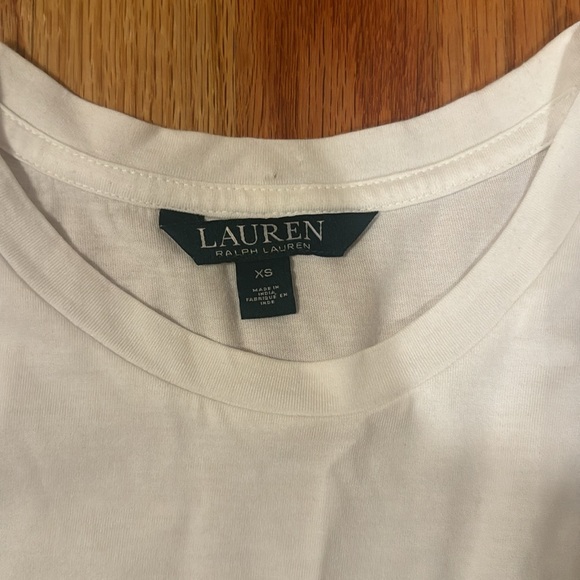 LAUREN
RALPH LAUREN
XS
MADE IN
INDIA
FABRIQUÉ EN
INDE